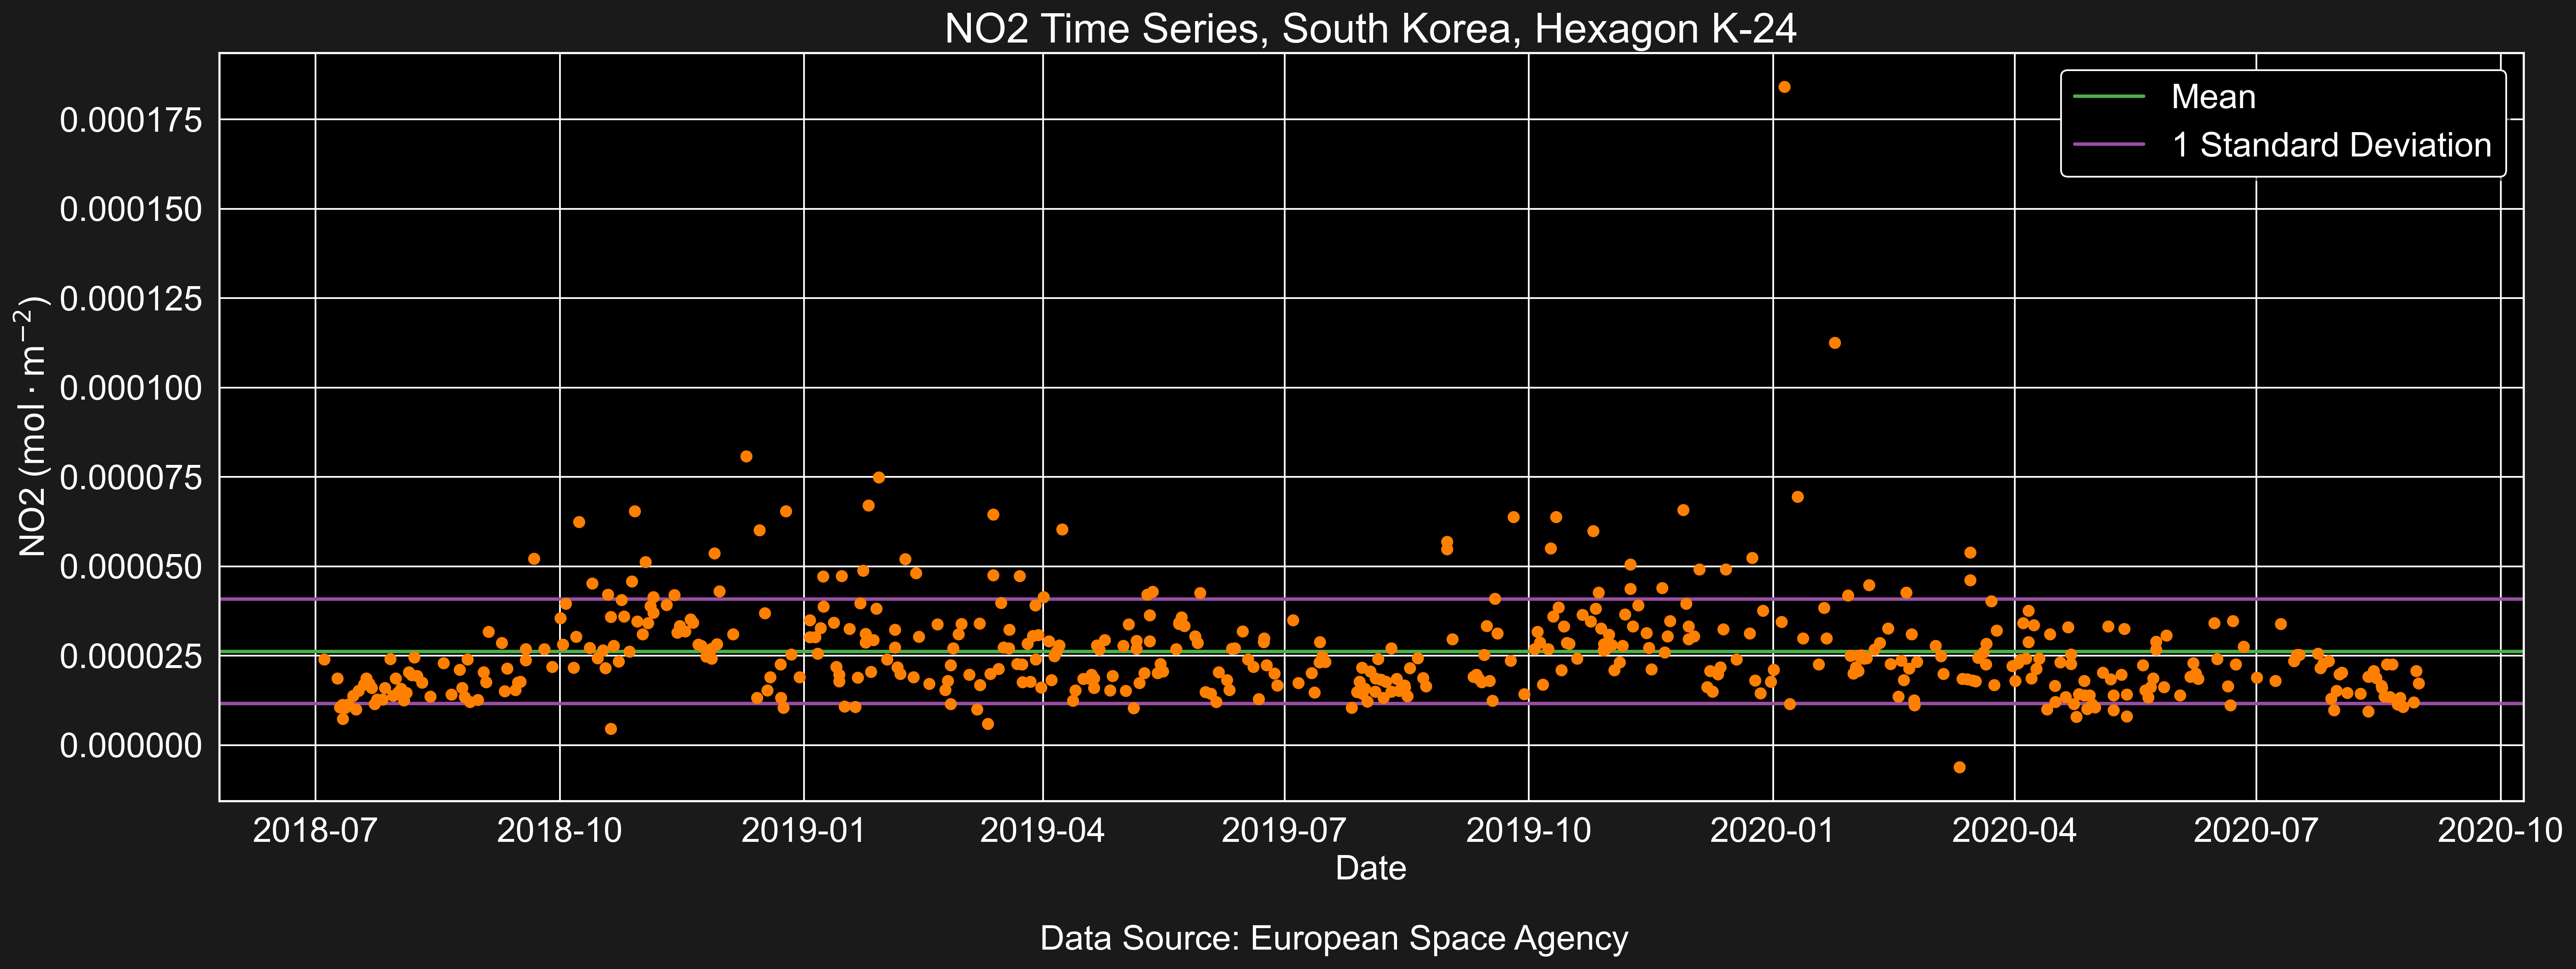 NO2 Time Series, South Korea, Hexagon K-24
Mean
1 Standard Deviation
0.000175
0.000150
0.000125
0.000100
0.000075
0.000050
0.000025
0.000000
NO2 (mol · m⁻²)
2018-07 2018-10 2019-01 2019-04 2019-07 2019-10 2020-01 2020-04 2020-07 2020-10
Date
Data Source: European Space Agency